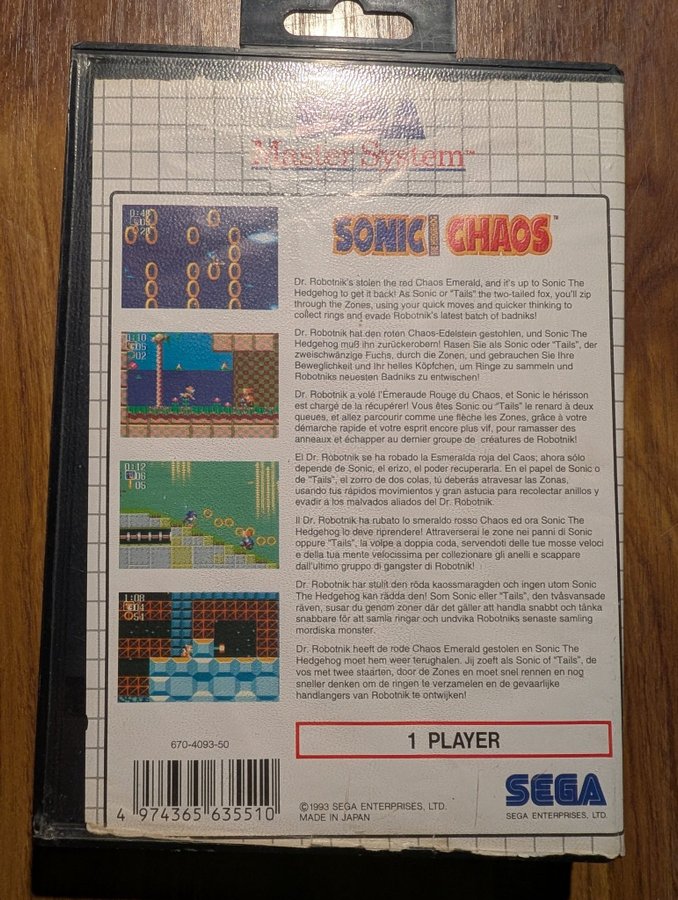 SEGA
Master System™
SONIC THE HEDGEHOG CHAOS™
Dr. Robotnik's stolen the red Chaos Emerald, and it's up to Sonic The
Hedgehog to get it back! As Sonic or "Tails" the two-tailed fox, you'll zip
through the Zones, using your quick moves and quicker thinking to
collect rings and evade Robotnik's latest batch of badniks!
Dr. Robotnik hat den roten Chaos-Edelstein gestohlen, und Sonic The
Hedgehog muß ihn zurückerobern! Rasen Sie als Sonic oder "Tails", der
zweischwänzige Fuchs, durch die Zonen, und gebrauchen Sie Ihre
Beweglichkeit und Ihr helles Köpfchen, um Ringe zu sammeln und
Robotniks neuesten Badniks zu entwischen!
Dr. Robotnik a volé l'Émeraude Rouge du Chaos, et Sonic le hérisson
est chargé de la récupérer! Vous êtes Sonic ou "Tails" le renard à deux
queues, et allez parcourir comme une flèche les Zones, grâce à votre
démarche rapide et votre esprit encore plus vif, pour ramasser des
anneaux et échapper au dernier groupe de créatures de Robotnik!
El Dr. Robotnik se ha robado la Esmeralda roja del Caos; ahora sólo
depende de Sonic, el erizo, el poder recuperarla. En el papel de Sonic o
de "Tails", el zorro de dos colas, tú deberás atravesar las Zonas,
usando tus rápidos movimientos y gran astucia para recolectar anillos y
evadir a los malvados aliados del Dr. Robotnik.
Il Dr. Robotnik ha rubato lo smeraldo rosso Chaos ed ora Sonic The
Hedgehog lo deve riprendere! Attraverserai le zone nei panni di Sonic
oppure "Tails", la volpe a doppia coda, servendoti delle tue mosse veloci
e della tua mente velocissima per collezionare gli anelli e scappare
dall'ultimo gruppo di gangster di Robotnik!
Dr. Robotnik har stulit den röda kaossmaragden och ingen utom Sonic
The Hedgehog kan rädda den! Som Sonic eller "Tails", den tvåsvansade
räven, susar du genom zoner där det gäller att handla snabbt och tänka
snabbare för att samla ringar och undvika Robotniks senaste samling
mordiska monster.
Dr. Robotnik heeft de rode Chaos Emerald gestolen en Sonic The
Hedgehog moet hem weer terughalen. Jij zoeft als Sonic of "Tails", de
vos met twee staarten, door de Zones en moet snel rennen en nog
sneller denken om de ringen te verzamelen en de gevaarlijke
handlangers van Robotnik te ontwijken!
1 PLAYER
670-4093-50
4 974365 635510
©1993 SEGA ENTERPRISES, LTD.
MADE IN JAPAN
SEGA
SEGA ENTERPRISES, LTD.